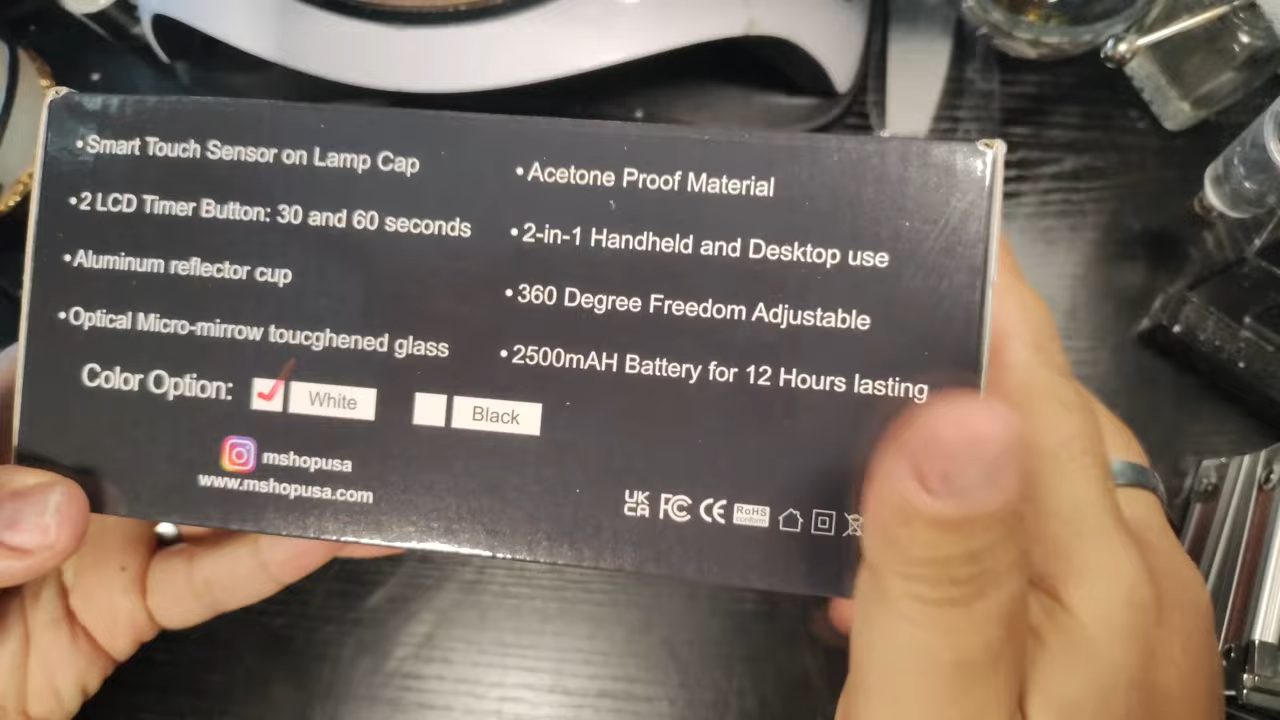 •Smart Touch Sensor on Lamp Cap
•2 LCD Timer Button: 30 and 60 seconds
•Aluminum reflector cup
•Optical Micro-mirrow toucghened glass
•Acetone Proof Material
•2-in-1 Handheld and Desktop use
•360 Degree Freedom Adjustable
•2500mAH Battery for 12 Hours lasting
Color Option: White Black
mshopusa
www.mshopusa.com
UK CA FC CE RoHS conform